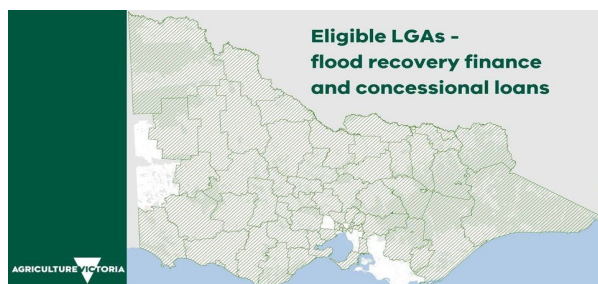 Eligible LGAs -
flood recovery finance
and concessional loans
AGRICULTURE VICTORIA